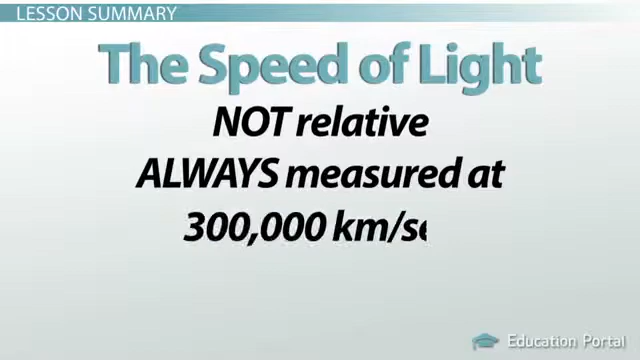 LESSON SUMMARY
The Speed of Light
NOT relative
ALWAYS measured at
300,000 km/se
Education Portal